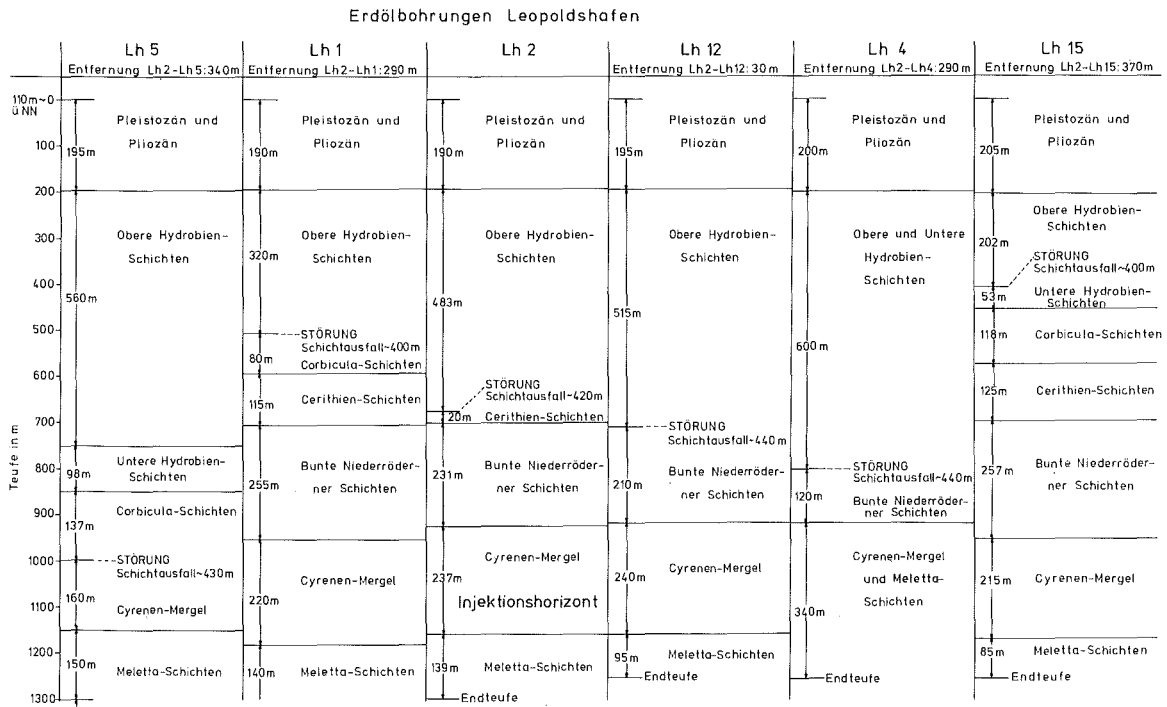 Erdölbohrungen Leopoldshafen
Lh 5
Entfernung Lh2-Lh5:340m
Lh 1
Entfernung Lh2-Lh1:290m
Lh 2
Lh 12
Entfernung Lh2-Lh12:30m
Lh 4
Entfernung Lh2-Lh4:290m
Lh 15
Entfernung Lh2-Lh15:370m
110m~0
ü NN
100
200
300
400
500
600
700
800
900
1000
1100
1200
1300
Teufe in m
Pleistozän und
Pliozän
195m
Obere Hydrobien-
Schichten
560m
Untere Hydrobien-
Schichten
98m
Corbicula-Schichten
137m
STÖRUNG
Schichtausfall~430m
160m
Cyrenen-Mergel
150m
Meletta-Schichten
Pleistozän und
Pliozän
190m
Obere Hydrobien-
Schichten
320m
STÖRUNG
Schichtausfall~400m
80m
Corbicula-Schichten
115m
Cerithien-Schichten
Bunte Niederröder-
ner Schichten
255m
Cyrenen-Mergel
220m
140m
Meletta-Schichten
Pleistozän und
Pliozän
190m
Obere Hydrobien-
Schichten
483m
STÖRUNG
Schichtausfall~420m
20m
Cerithien-Schichten
Bunte Niederröder-
ner Schichten
231m
Cyrenen-Mergel
237m
Injektionshorizont
139m
Meletta-Schichten
Endteufe
Pleistozän und
Pliozän
195m
Obere Hydrobien-
Schichten
515m
STÖRUNG
Schichtausfall~440m
Bunte Niederröder-
ner Schichten
210m
Cyrenen-Mergel
240m
95m
Meletta-Schichten
Endteufe
Pleistozän und
Pliozän
200m
Obere und Untere
Hydrobien-
Schichten
600m
STÖRUNG
Schichtausfall~440m
120m
Bunte Niederröder-
ner Schichten
Cyrenen-Mergel
und Meletta-
Schichten
340m
Endteufe
Pleistozän und
Pliozän
205m
Obere Hydrobien-
Schichten
202m
STÖRUNG
Schichtausfall~400m
53m
Untere Hydrobien-
Schichten
118m
Corbicula-Schichten
125m
Cerithien-Schichten
257m
Bunte Niederröder-
ner Schichten
215m
Cyrenen-Mergel
85m
Meletta-Schichten
Endteufe